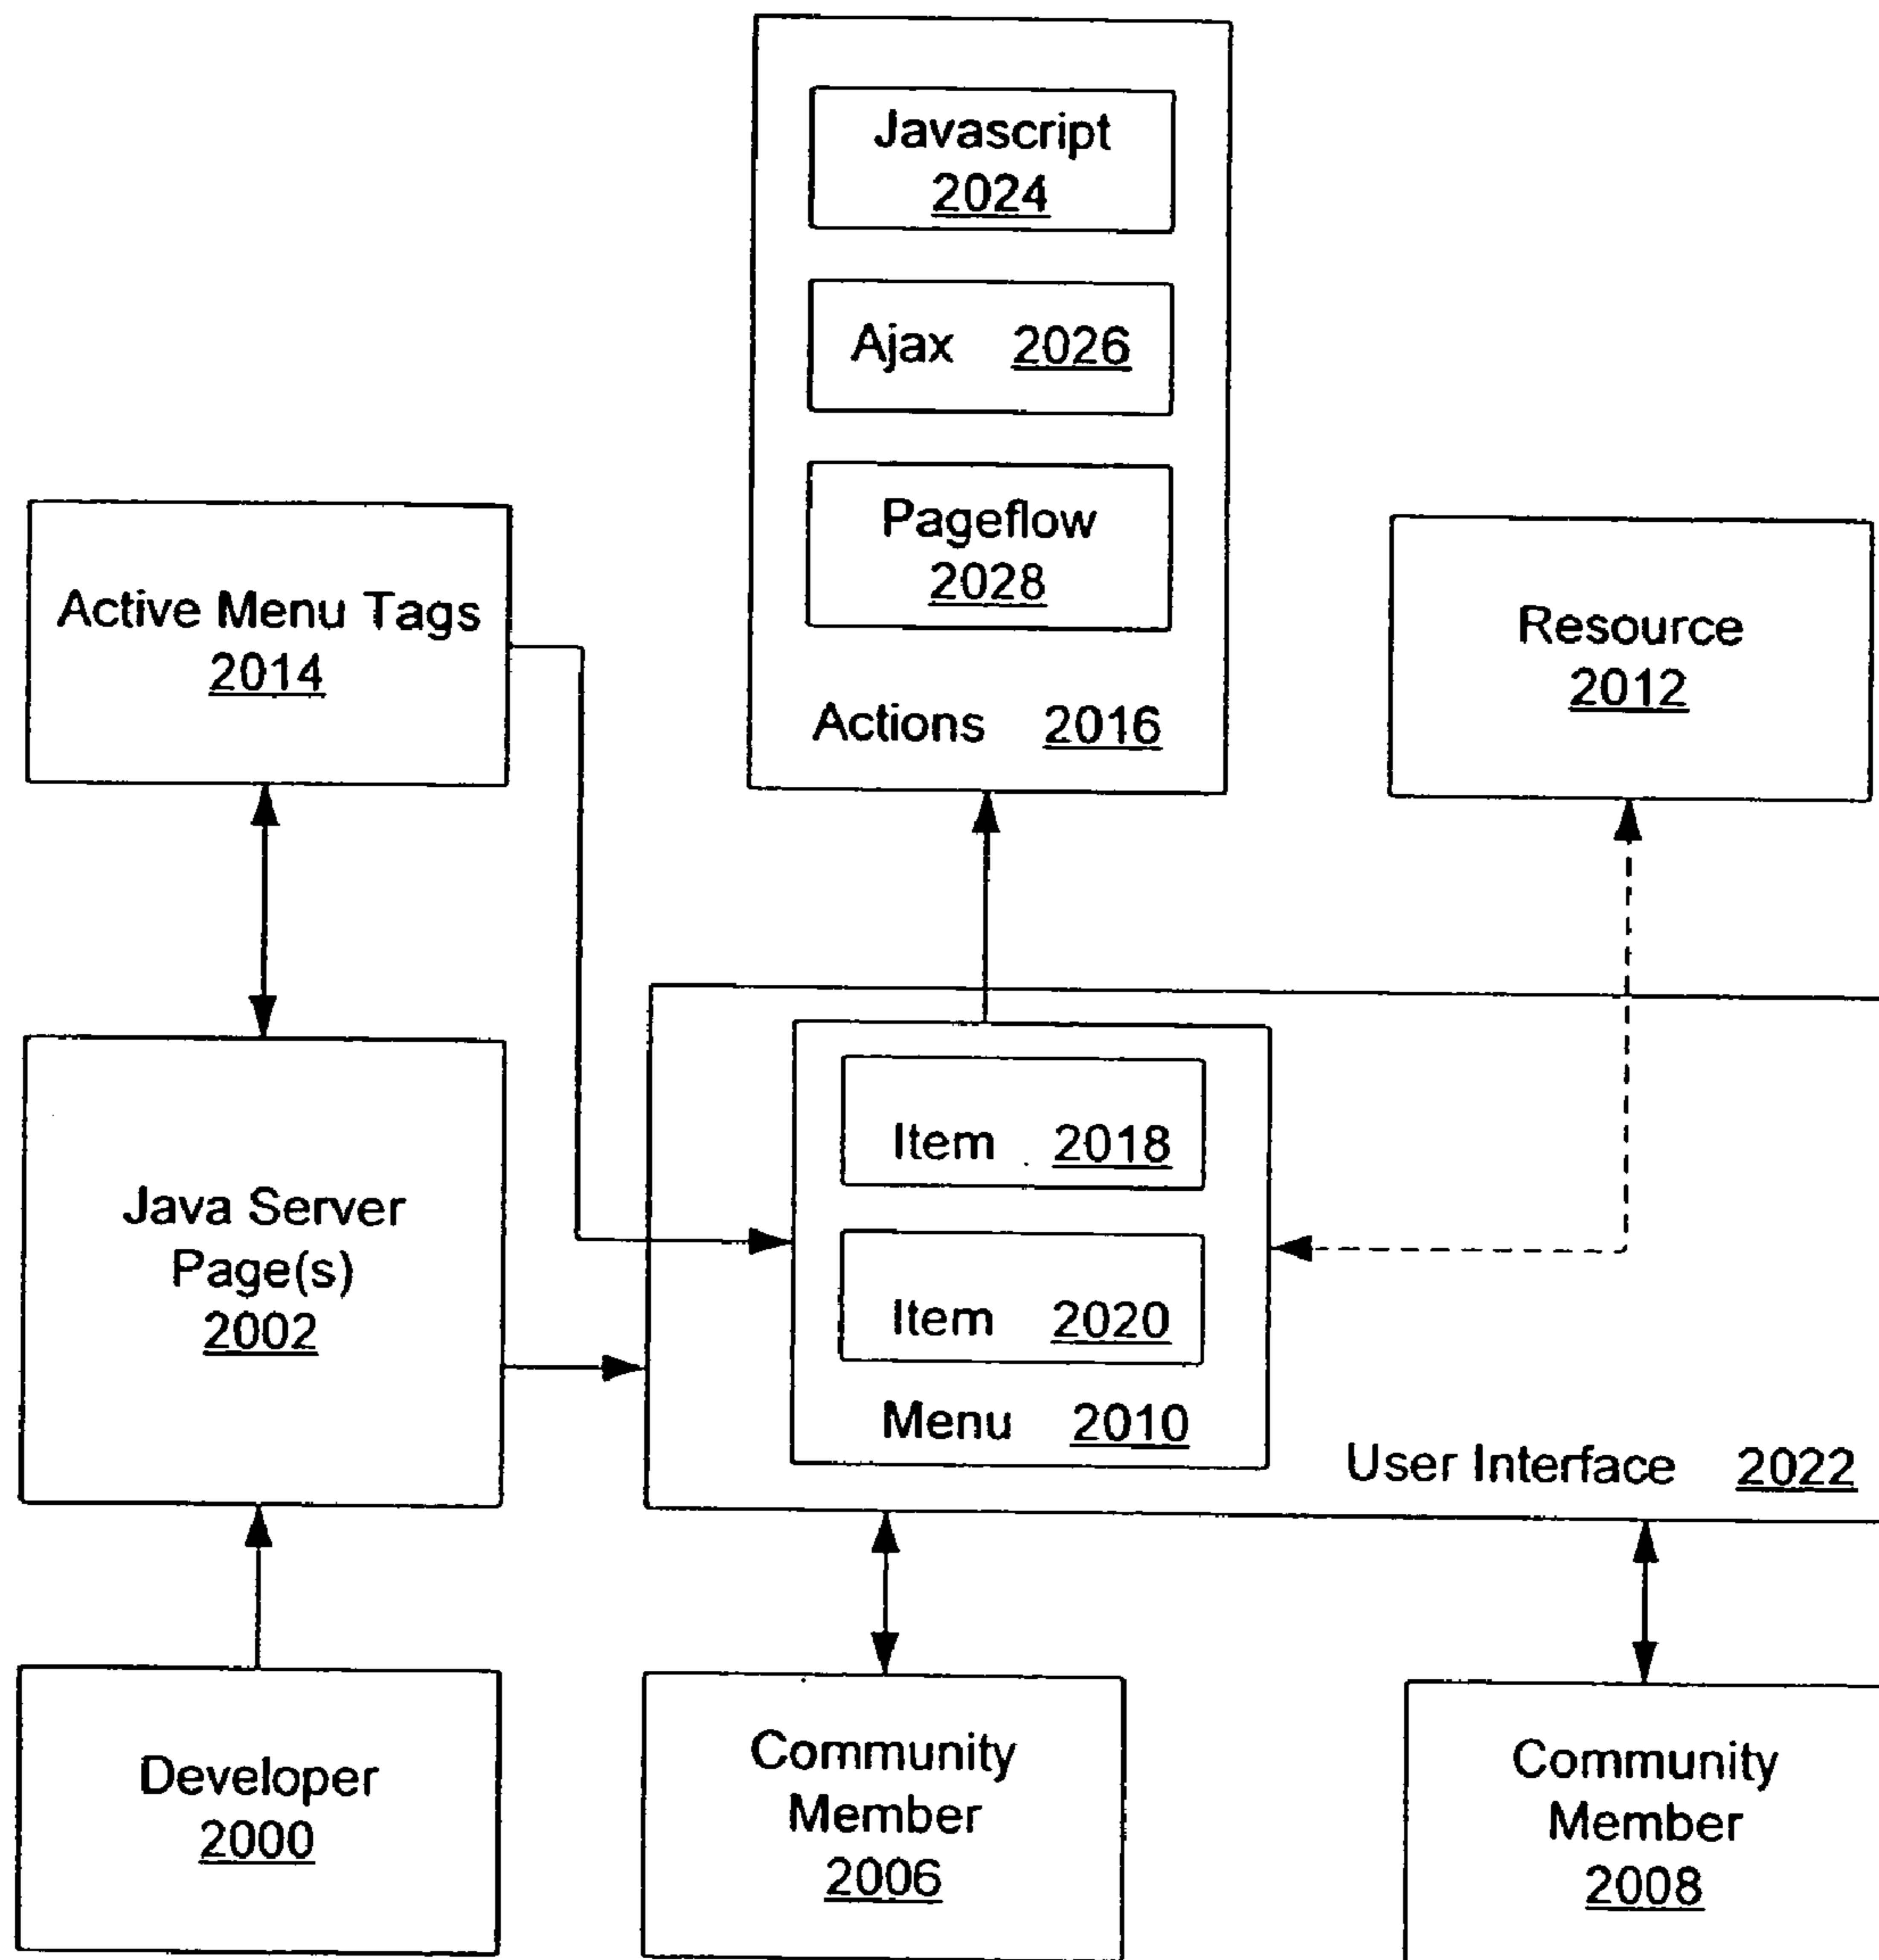 Javascript
2024
Ajax 2026
Pageflow
2028
Actions 2016
Active Menu Tags
2014
Resource
2012
Java Server
Page(s)
2002
Item 2018
Item 2020
Menu 2010
User Interface 2022
Developer
2000
Community
Member
2006
Community
Member
2008